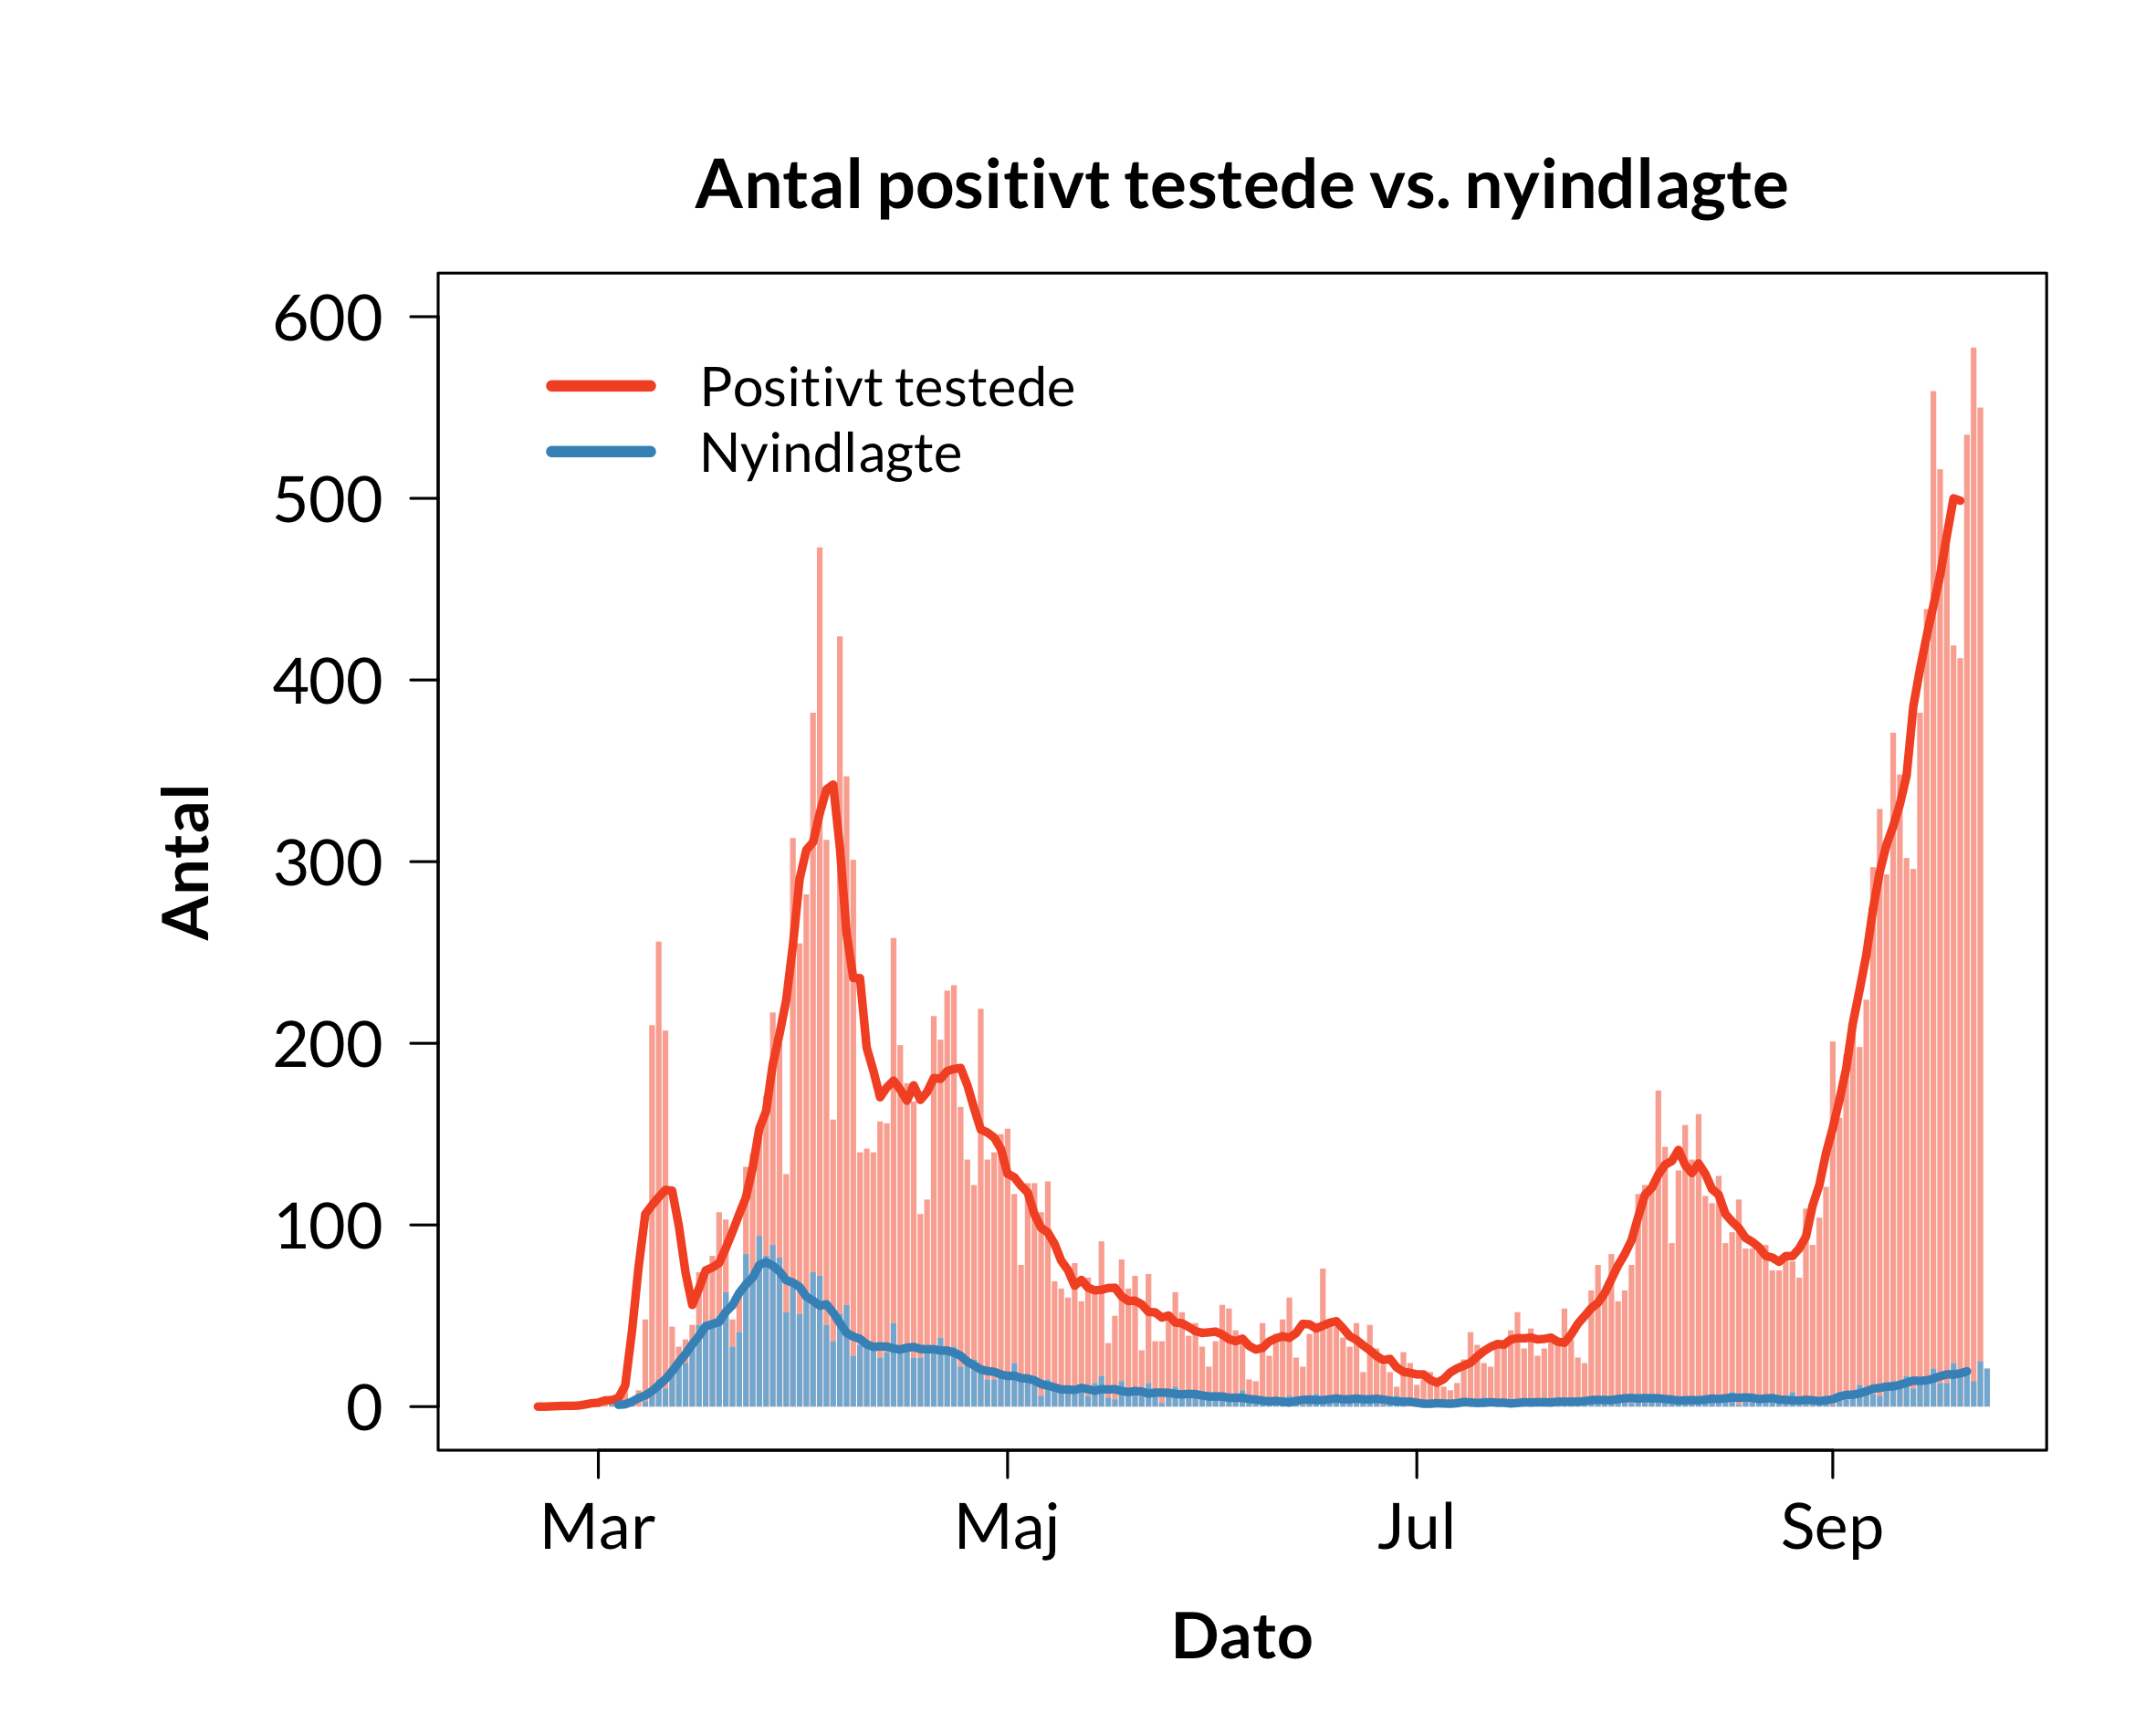 Antal positivt testede vs. nyindlagte
600
500
400
300
200
100
0
Antal
Positivt testede
Nyindlagte
Mar Maj Jul Sep
Dato